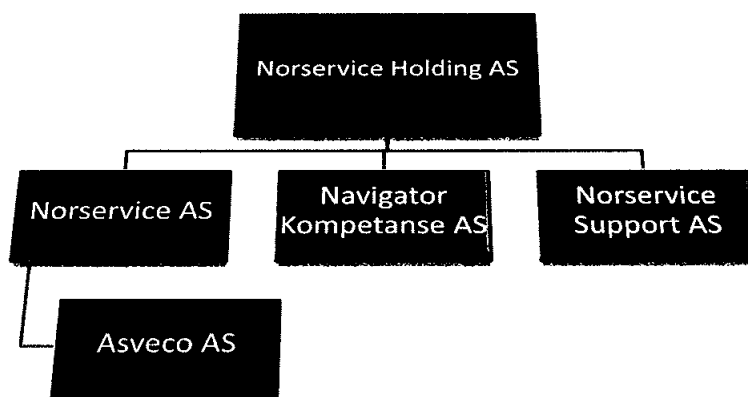 Norservice Holding AS
Norservice AS
Navigator
Kompetanse AS
Norservice
Support AS
Asveco AS